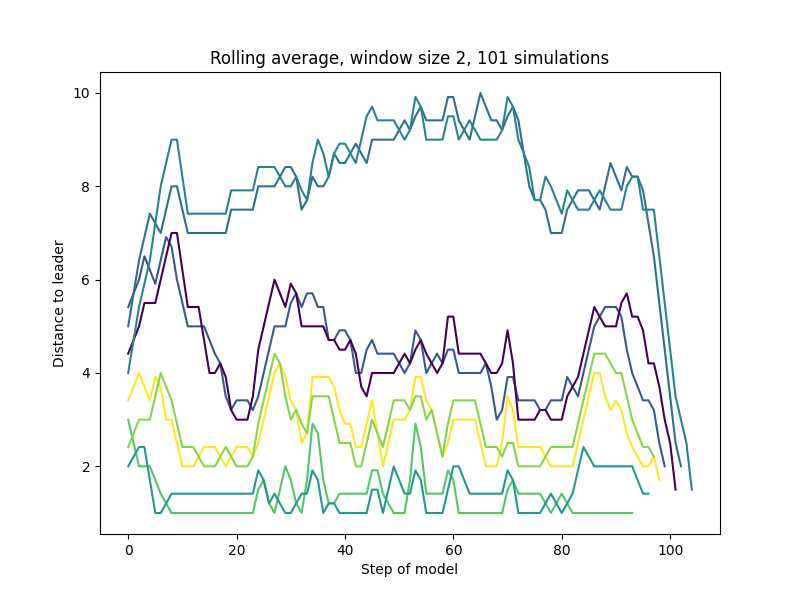 Rolling average, window size 2, 101 simulations
Distance to leader
10
8
6
4
2
0 20 40 60 80 100
Step of model